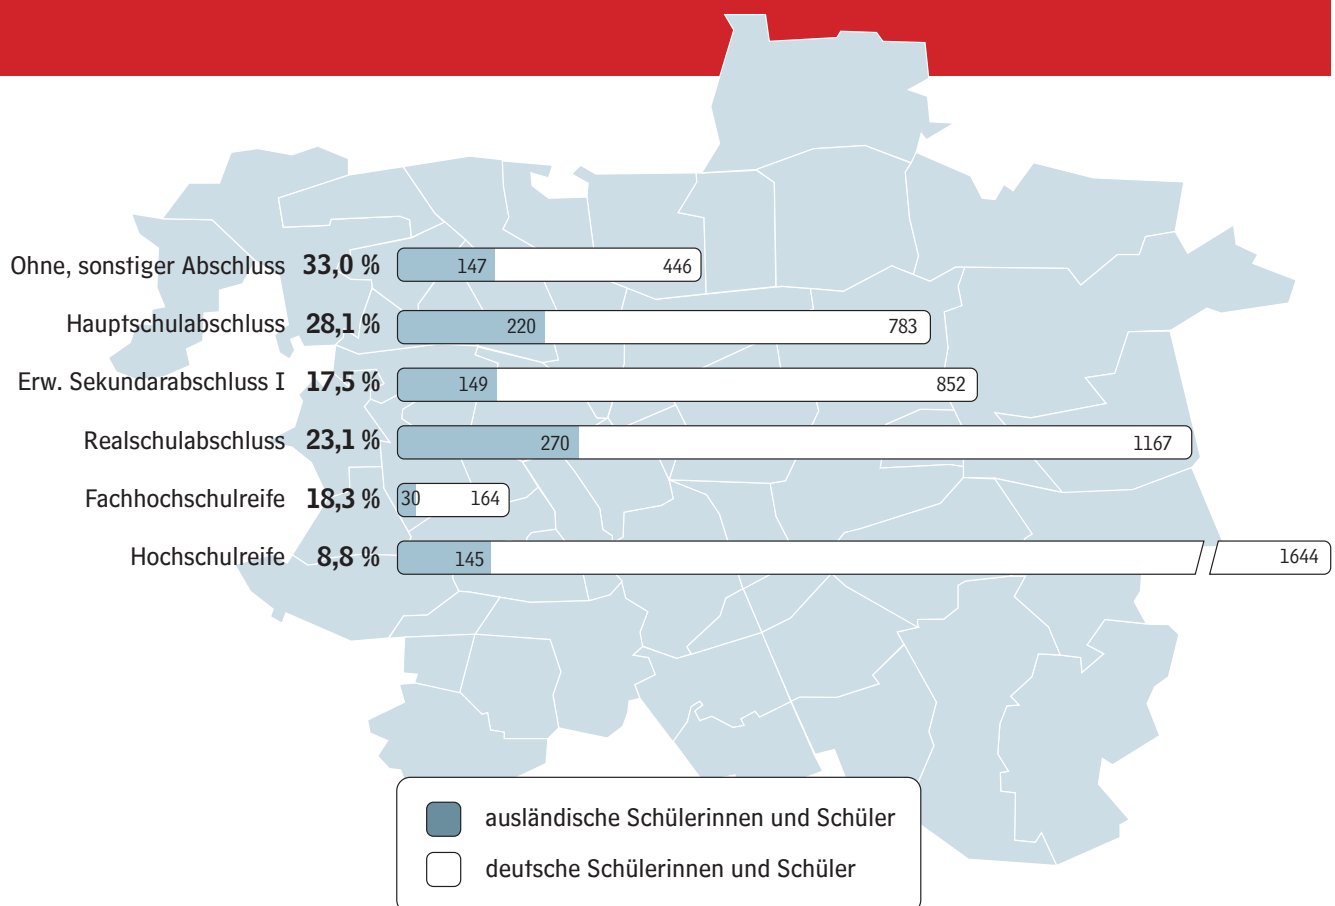 Ohne, sonstiger Abschluss 33,0 % 147 446
Hauptschulabschluss 28,1 % 220 783
Erw. Sekundarabschluss I 17,5 % 149 852
Realschulabschluss 23,1 % 270 1167
Fachhochschulreife 18,3 % 30 164
Hochschulreife 8,8 % 145 1644
ausländische Schülerinnen und Schüler
deutsche Schülerinnen und Schüler